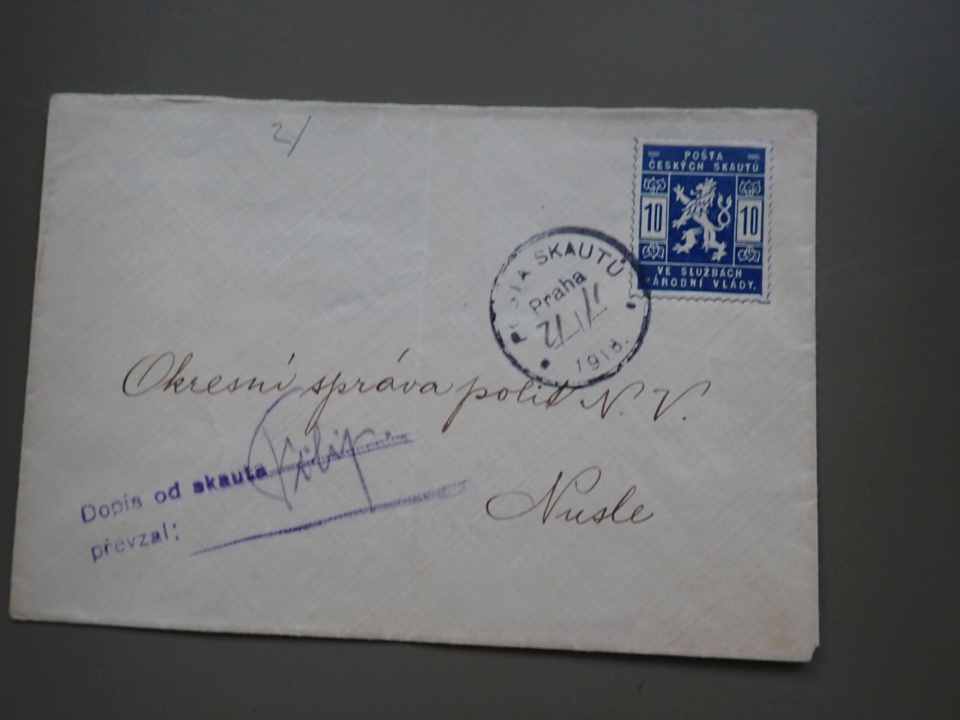 2/
POŠTA
ČESKÝCH SKAUTŮ
10 10
VE SLUŽBÁCH
NÁRODNÍ VLÁDY.
POŠTA SKAUTŮ
Praha
1918.
Okresní správa polit N. V.
Nusle
Dopis od skauta
převzal: